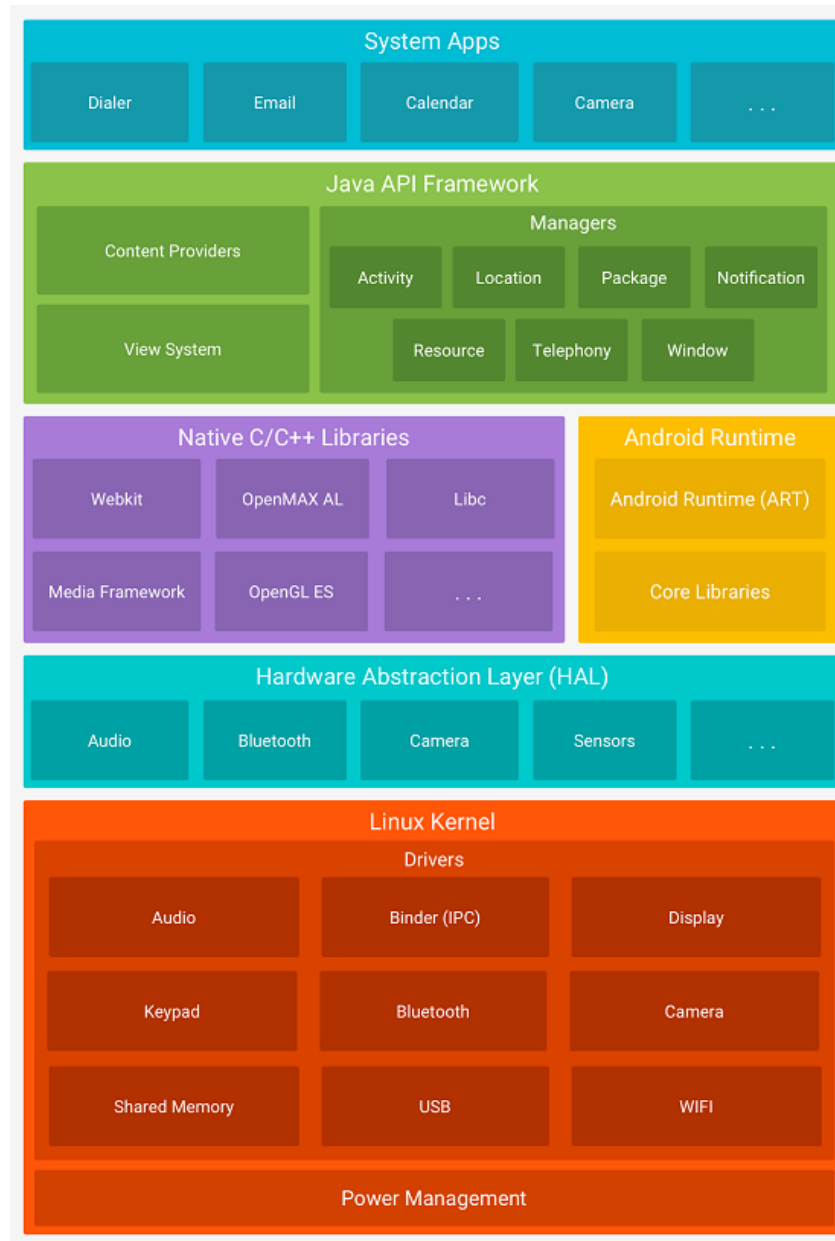 System Apps
Dialer
Email
Calendar
Camera
. . .
Java API Framework
Content Providers
View System
Managers
Activity
Location
Package
Notification
Resource
Telephony
Window
Native C/C++ Libraries
Webkit
OpenMAX AL
Libc
Media Framework
OpenGL ES
. . .
Android Runtime
Android Runtime (ART)
Core Libraries
Hardware Abstraction Layer (HAL)
Audio
Bluetooth
Camera
Sensors
. . .
Linux Kernel
Drivers
Audio
Binder (IPC)
Display
Keypad
Bluetooth
Camera
Shared Memory
USB
WIFI
Power Management